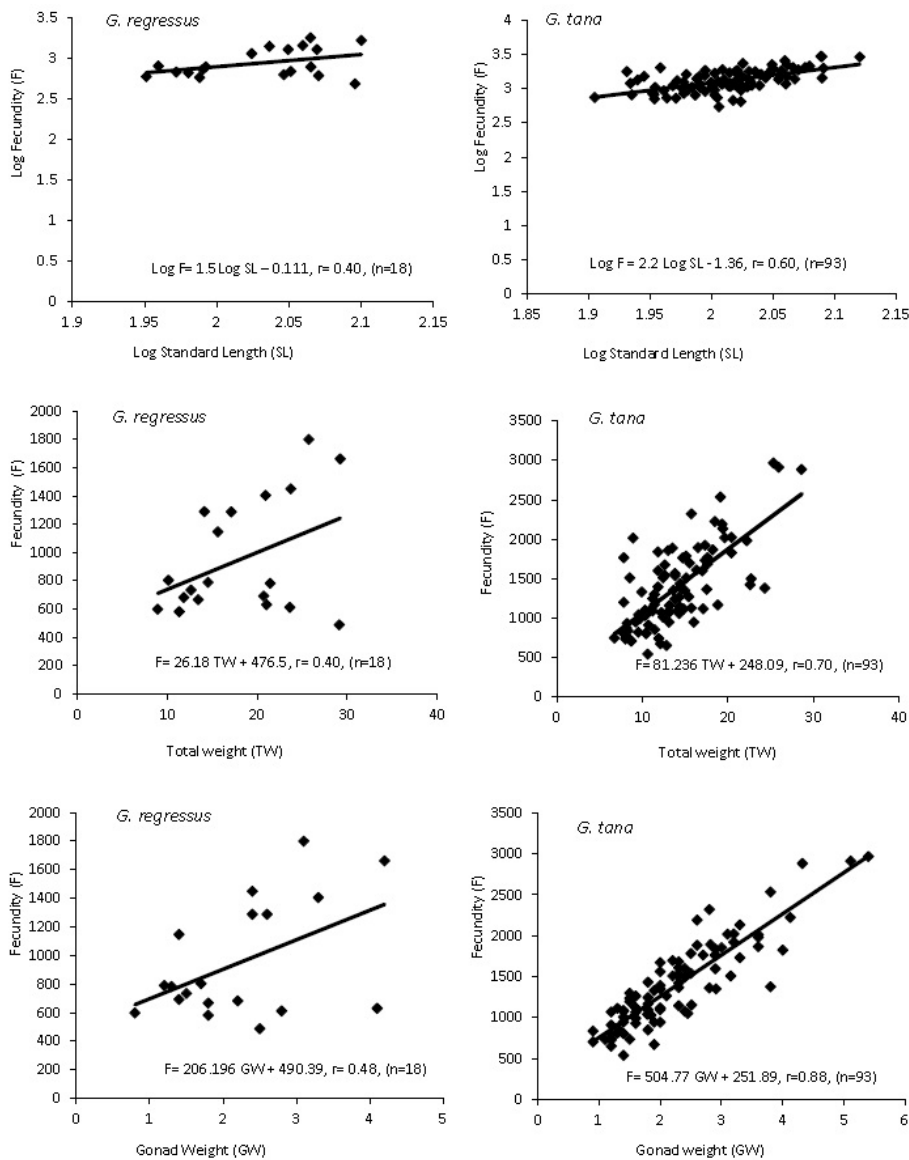 G. regressus
3.5
3
2.5
2
1.5
1
0.5
0
Log Fecundity (F)
Log F= 1.5 Log SL – 0.111, r= 0.40, (n=18)
1.9 1.95 2 2.05 2.1 2.15
Log Standard Length (SL)
G. tana
4
3.5
3
2.5
2
1.5
1
0.5
0
Log Fecundity (F)
Log F = 2.2 Log SL - 1.36, r= 0.60, (n=93)
1.85 1.9 1.95 2 2.05 2.1 2.15
Log Standard Length (SL)
G. regressus
2000
1800
1600
1400
1200
1000
800
600
400
200
0
Fecundity (F)
F= 26.18 TW + 476.5, r= 0.40, (n=18)
0 10 20 30 40
Total weight (TW)
G. tana
3500
3000
2500
2000
1500
1000
500
0
Fecundity (F)
F= 81.236 TW + 248.09, r=0.70, (n=93)
0 10 20 30 40
Total weight (TW)
G. regressus
2000
1800
1600
1400
1200
1000
800
600
400
200
0
Fecundity (F)
F= 206.196 GW + 490.39, r= 0.48, (n=18)
0 1 2 3 4 5
Gonad Weight (GW)
G. tana
3500
3000
2500
2000
1500
1000
500
0
Fecundity (F)
F= 504.77 GW + 251.89, r=0.88, (n=93)
0 1 2 3 4 5 6
Gonad weight (GW)